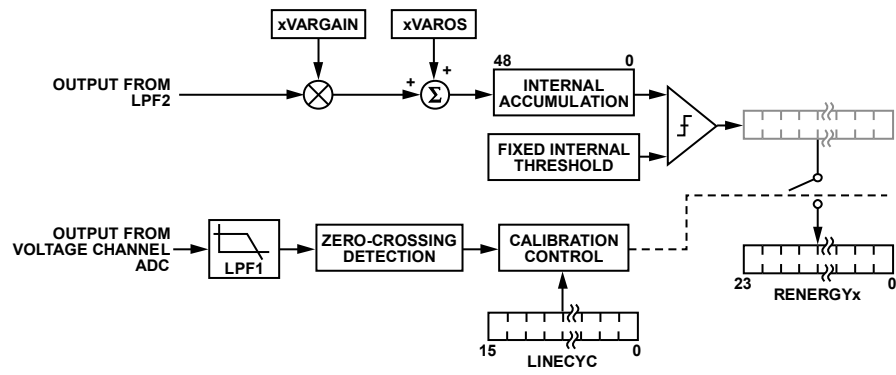 xVARGAIN
xVAROS
OUTPUT FROM
LPF2
+
+
Σ
48
0
INTERNAL
ACCUMULATION
FIXED INTERNAL
THRESHOLD
OUTPUT FROM
VOLTAGE CHANNEL
ADC
LPF1
ZERO-CROSSING
DETECTION
CALIBRATION
CONTROL
23
0
RENERGYx
15
0
LINECYC